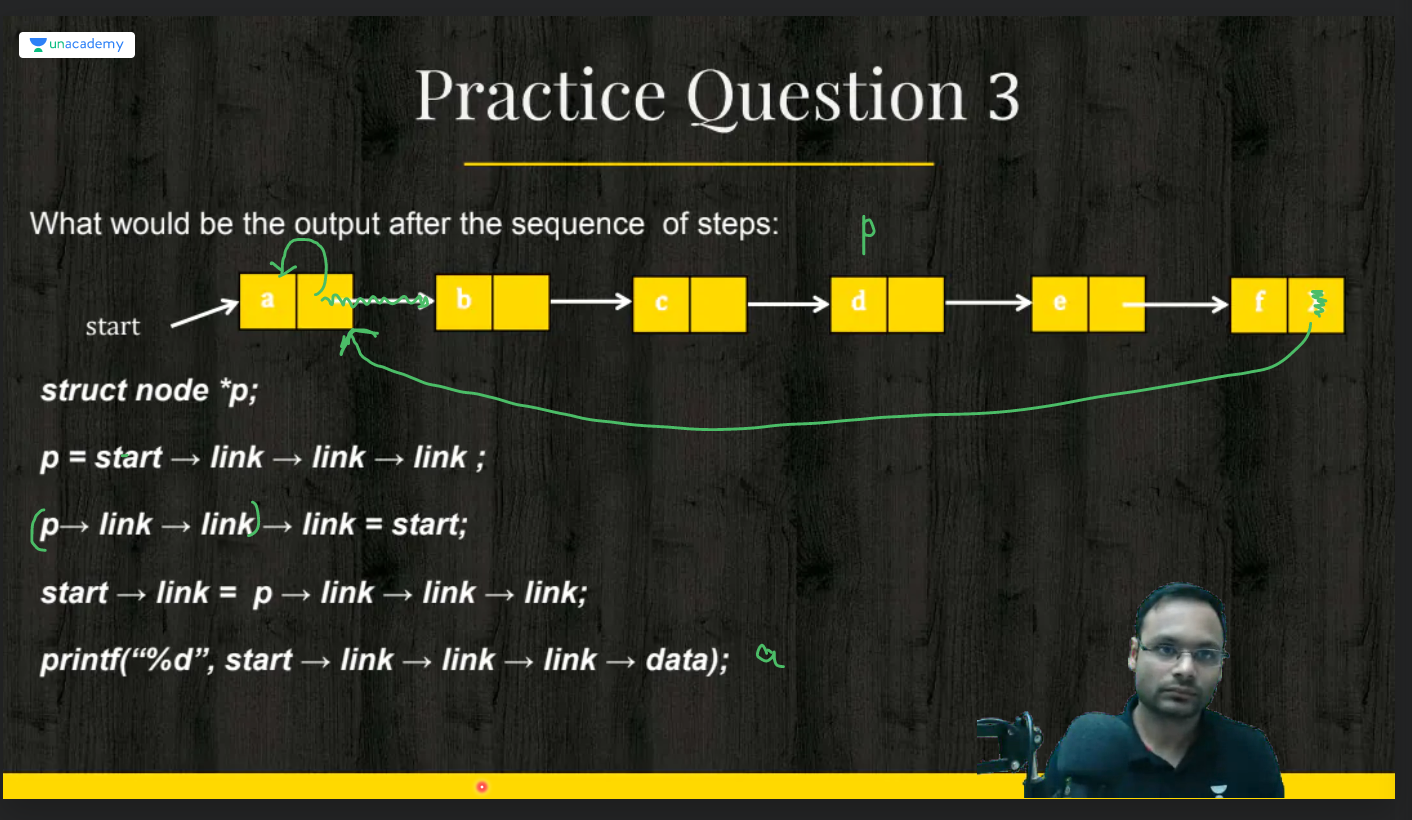 unacademy
Practice Question 3
What would be the output after the sequence of steps:
p
a b c d e f
start
struct node *p;
p = start → link → link → link ;
(p→ link → link) → link = start;
start → link = p → link → link → link;
printf(“%d”, start → link → link → link → data); a